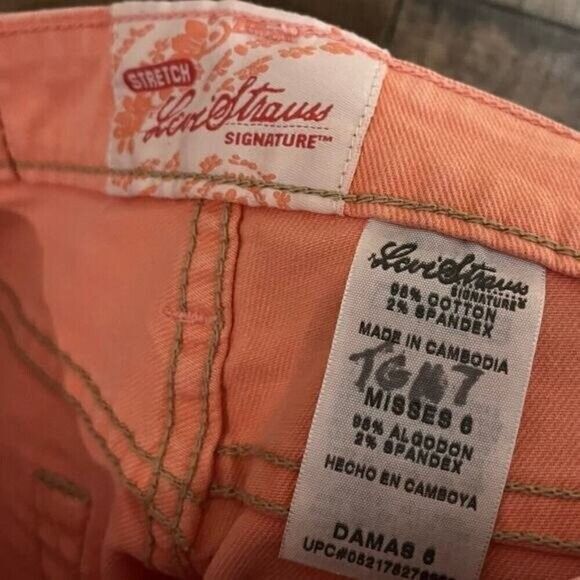 STRETCH
Levi Strauss
SIGNATURE™
Levi Strauss
SIGNATURE™
98% COTTON
2% SPANDEX
MADE IN CAMBODIA
MISSES 6
98% ALGODON
2% SPANDEX
HECHO EN CAMBOYA
DAMAS 6